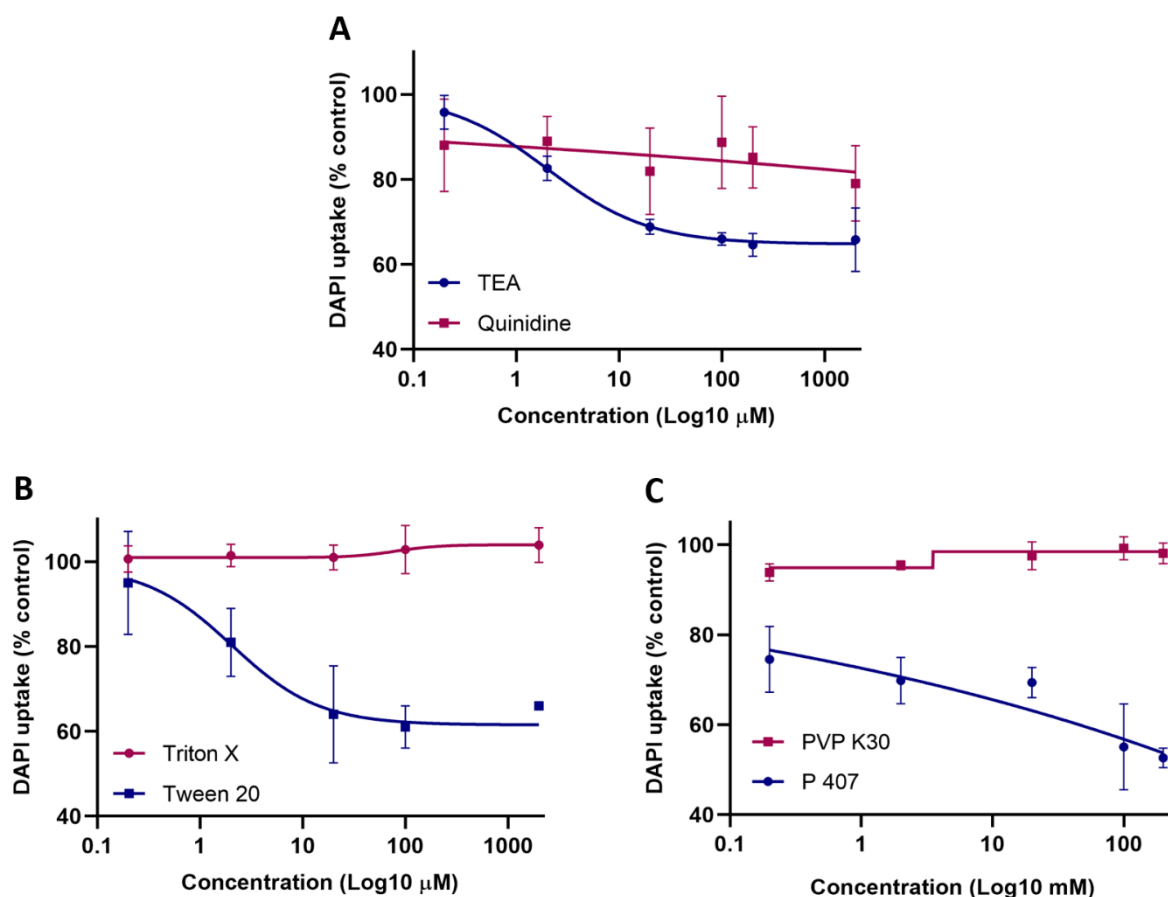 A
DAPI uptake (% control)
100
80
60
40
TEA
Quinidine
0.1 1 10 100 1000
Concentration (Log10 μM)
B
DAPI uptake (% control)
100
80
60
40
Triton X
Tween 20
0.1 1 10 100 1000
Concentration (Log10 μM)
C
DAPI uptake (% control)
100
80
60
40
PVP K30
P 407
0.1 1 10 100
Concentration (Log10 mM)